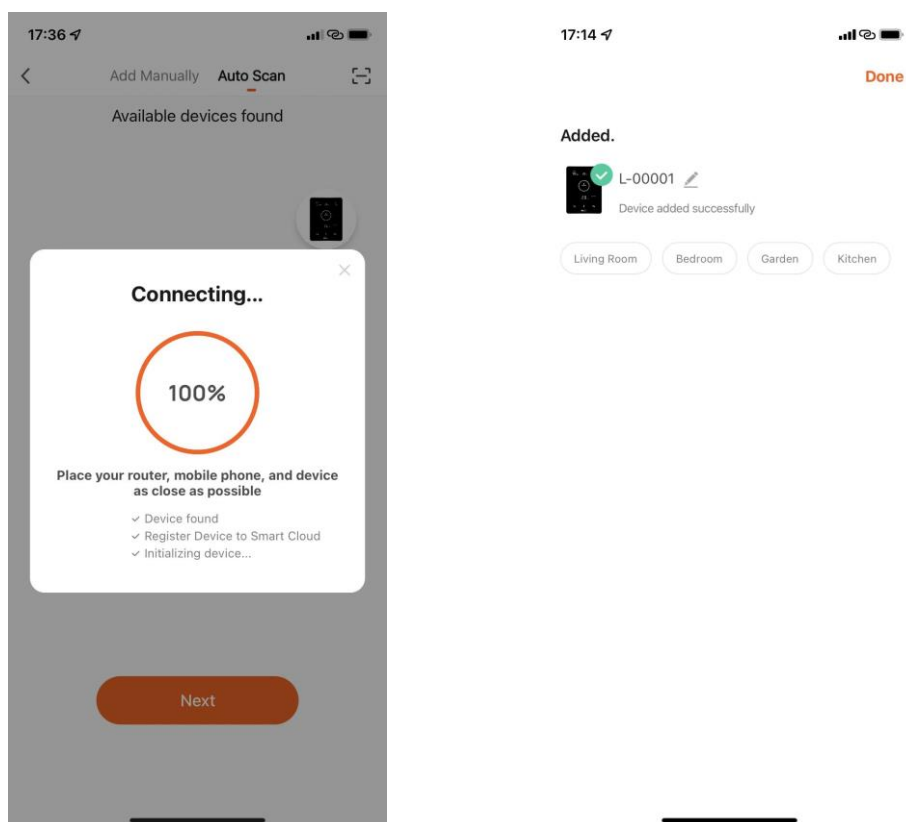 17:36
Add Manually Auto Scan
Available devices found
Connecting...
100%
Place your router, mobile phone, and device
as close as possible
Device found
Register Device to Smart Cloud
Initializing device...
Next
17:14
Done
Added.
L-00001
Device added successfully
Living Room Bedroom Garden Kitchen